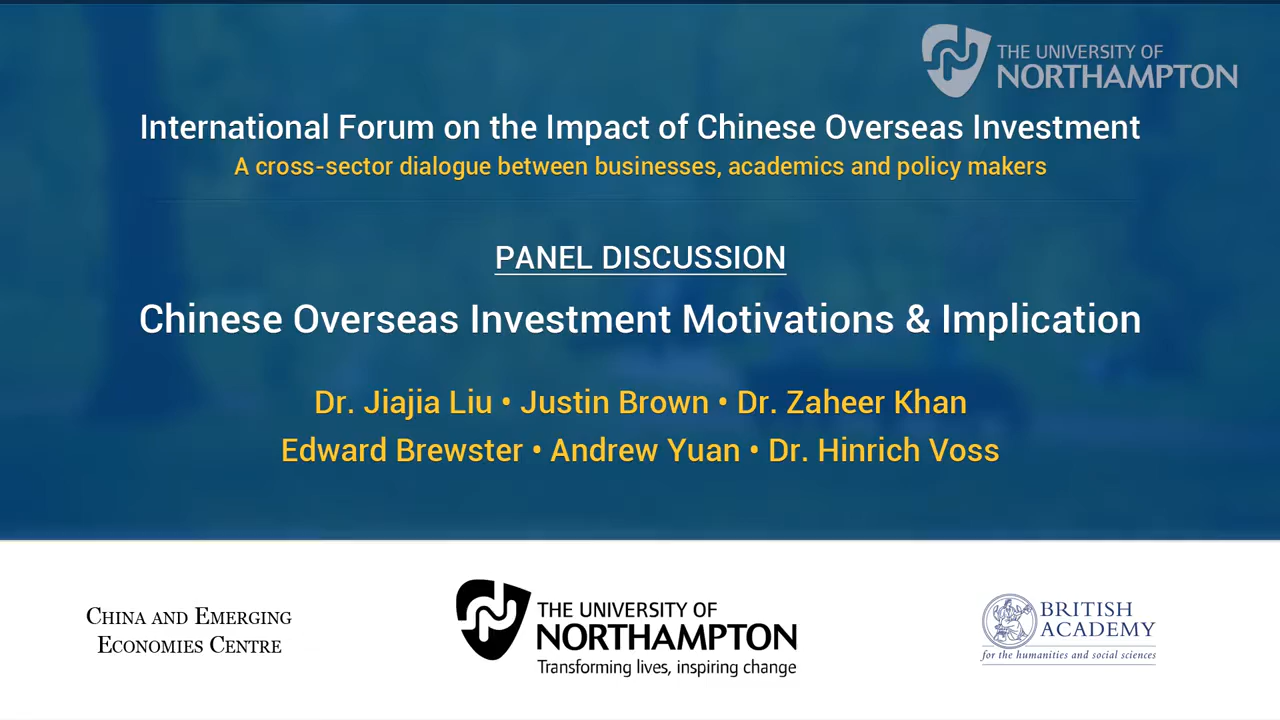 THE UNIVERSITY OF
NORTHAMPTON
International Forum on the Impact of Chinese Overseas Investment
A cross-sector dialogue between businesses, academics and policy makers
PANEL DISCUSSION
Chinese Overseas Investment Motivations & Implication
Dr. Jiajia Liu • Justin Brown • Dr. Zaheer Khan
Edward Brewster • Andrew Yuan • Dr. Hinrich Voss
CHINA AND EMERGING
ECONOMIES CENTRE
THE UNIVERSITY OF
NORTHAMPTON
Transforming lives, inspiring change
BRITISH
ACADEMY
for the humanities and social sciences